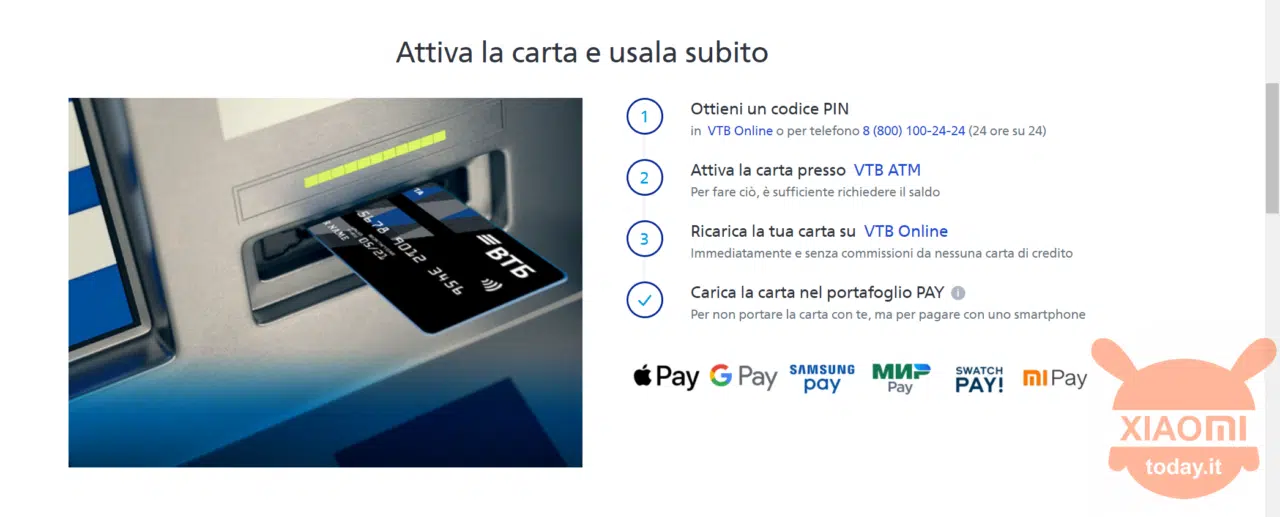 Attiva la carta e usala subito
1
Ottieni un codice PIN
in VTB Online o per telefono 8 (800) 100-24-24 (24 ore su 24)
2
Attiva la carta presso VTB ATM
Per fare ciò, è sufficiente richiedere il saldo
3
Ricarica la tua carta su VTB Online
Immediatamente e senza commissioni da nessuna carta di credito
Carica la carta nel portafoglio PAY i
Per non portare la carta con te, ma per pagare con uno smartphone
Pay
G Pay
SAMSUNG
pay
МИР
Pay
SWATCH
PAY!
mi Pay
ВТБ
5678 9012 3456
05/21
XIAOMI
today.it